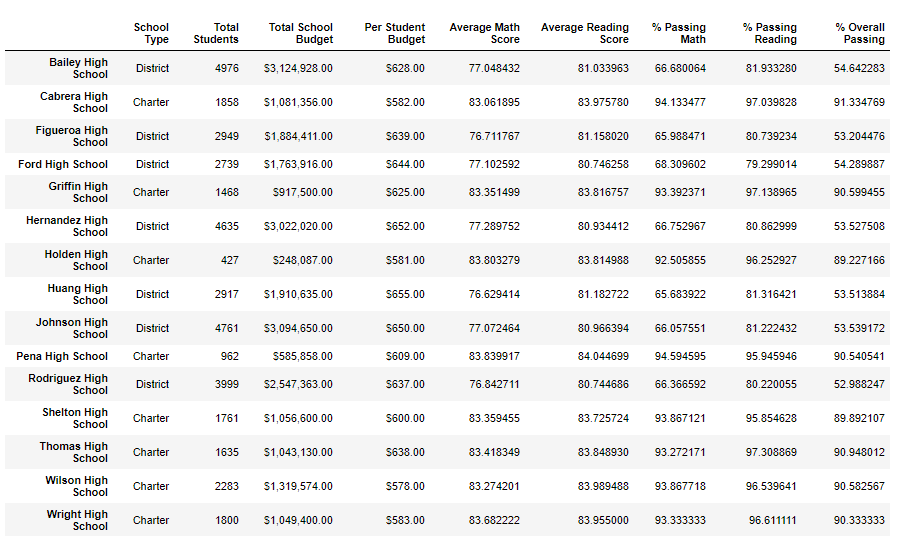 School Type Total Students Total School Budget Per Student Budget Average Math Score Average Reading Score % Passing Math % Passing Reading % Overall Passing
Bailey High School District 4976 $3,124,928.00 $628.00 77.048432 81.033963 66.680064 81.933280 54.642283
Cabrera High School Charter 1858 $1,081,356.00 $582.00 83.061895 83.975780 94.133477 97.039828 91.334769
Figueroa High School District 2949 $1,884,411.00 $639.00 76.711767 81.158020 65.988471 80.739234 53.204476
Ford High School District 2739 $1,763,916.00 $644.00 77.102592 80.746258 68.309602 79.299014 54.289887
Griffin High School Charter 1468 $917,500.00 $625.00 83.351499 83.816757 93.392371 97.138965 90.599455
Hernandez High School District 4635 $3,022,020.00 $652.00 77.289752 80.934412 66.752967 80.862999 53.527508
Holden High School Charter 427 $248,087.00 $581.00 83.803279 83.814988 92.505855 96.252927 89.227166
Huang High School District 2917 $1,910,635.00 $655.00 76.629414 81.182722 65.683922 81.316421 53.513884
Johnson High School District 4761 $3,094,650.00 $650.00 77.072464 80.966394 66.057551 81.222432 53.539172
Pena High School Charter 962 $585,858.00 $609.00 83.839917 84.044699 94.594595 95.945946 90.540541
Rodriguez High School District 3999 $2,547,363.00 $637.00 76.842711 80.744686 66.366592 80.220055 52.988247
Shelton High School Charter 1761 $1,056,600.00 $600.00 83.359455 83.725724 93.867121 95.854628 89.892107
Thomas High School Charter 1635 $1,043,130.00 $638.00 83.418349 83.848930 93.272171 97.308869 90.948012
Wilson High School Charter 2283 $1,319,574.00 $578.00 83.274201 83.989488 93.867718 96.539641 90.582567
Wright High School Charter 1800 $1,049,400.00 $583.00 83.682222 83.955000 93.333333 96.611111 90.333333